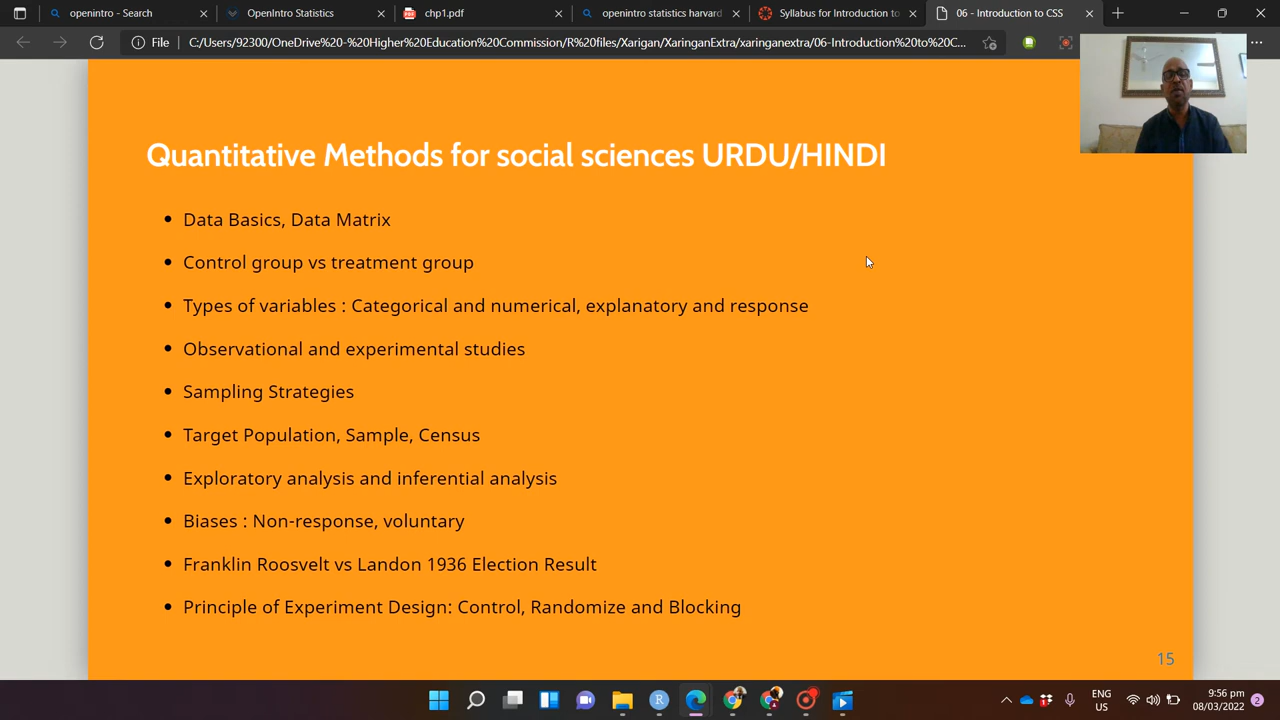 openintro - Search
OpenIntro Statistics
chp1.pdf
openintro statistics harvard
Syllabus for Introduction to
06 - Introduction to CSS
File
C:/Users/92300/OneDrive%20-%20Higher%20Education%20Commission/R%20files/Xarigan/XaringanExtra/xaringanextra/06-Introduction%20to%20C...
Quantitative Methods for social sciences URDU/HINDI
Data Basics, Data Matrix
Control group vs treatment group
Types of variables : Categorical and numerical, explanatory and response
Observational and experimental studies
Sampling Strategies
Target Population, Sample, Census
Exploratory analysis and inferential analysis
Biases : Non-response, voluntary
Franklin Roosvelt vs Landon 1936 Election Result
Principle of Experiment Design: Control, Randomize and Blocking
15
ENG
US
9:56 pm
08/03/2022
2